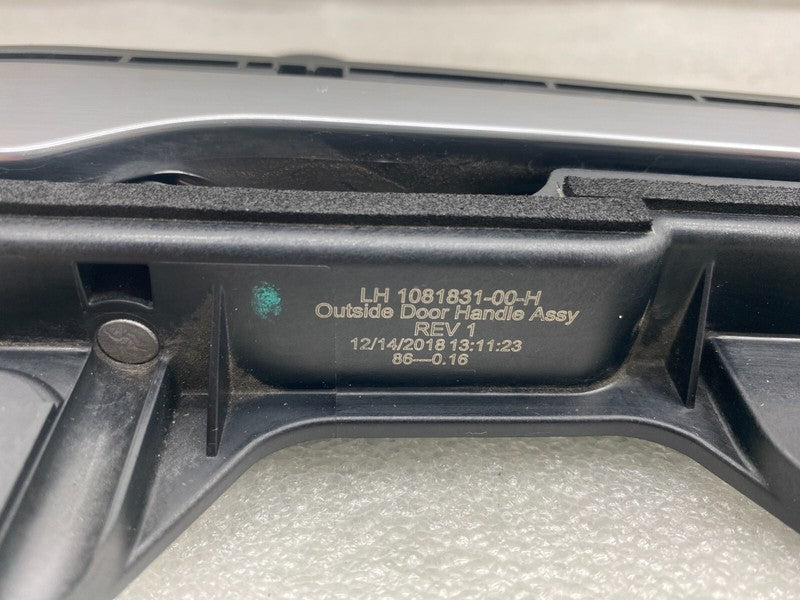 LH 1081831-00-H
Outside Door Handle Assy
REV 1
12/14/2018 13:11:23
86---0.16